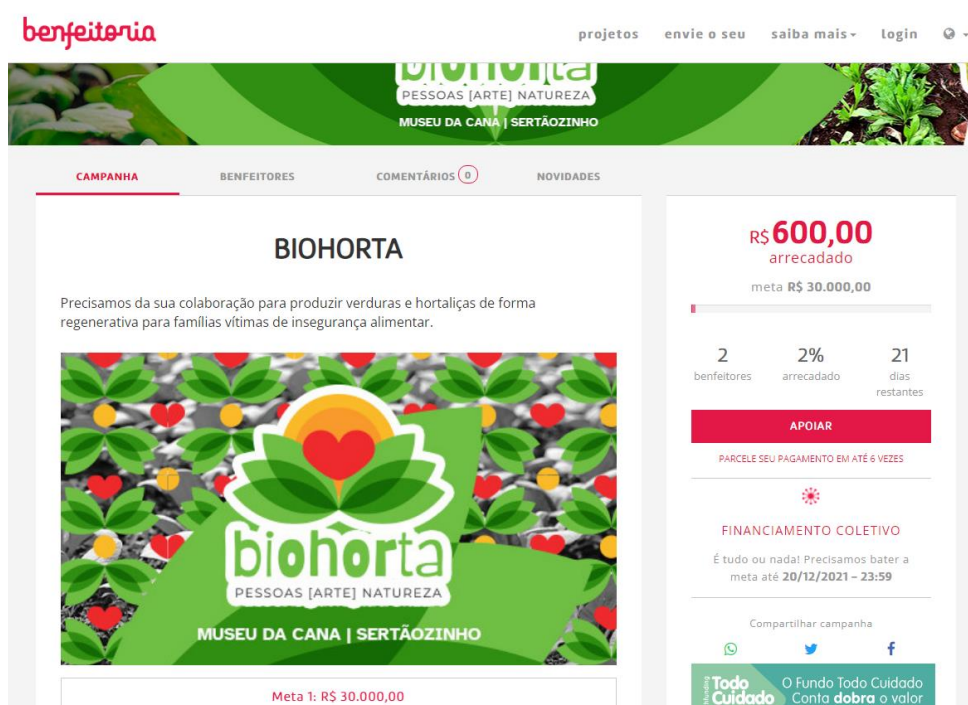 benfeitoria
projetos envie o seu saiba mais login
biohorta
PESSOAS [ARTE] NATUREZA
MUSEU DA CANA | SERTÃOZINHO
CAMPANHA BENFEITORES COMENTÁRIOS 0 NOVIDADES
BIOHORTA
Precisamos da sua colaboração para produzir verduras e hortaliças de forma
regenerativa para famílias vítimas de insegurança alimentar.
biohorta
PESSOAS [ARTE] NATUREZA
MUSEU DA CANA | SERTÃOZINHO
Meta 1: R$ 30.000,00
R$ 600,00
arrecadado
meta R$ 30.000,00
2 2% 21
benfeitores arrecadado dias
restantes
APOIAR
PARCELE SEU PAGAMENTO EM ATÉ 6 VEZES
FINANCIAMENTO COLETIVO
É tudo ou nada! Precisamos bater a
meta até 20/12/2021 – 23:59
Compartilhar campanha
Todo
Cuidado
O Fundo Todo Cuidado
Conta dobra o valor